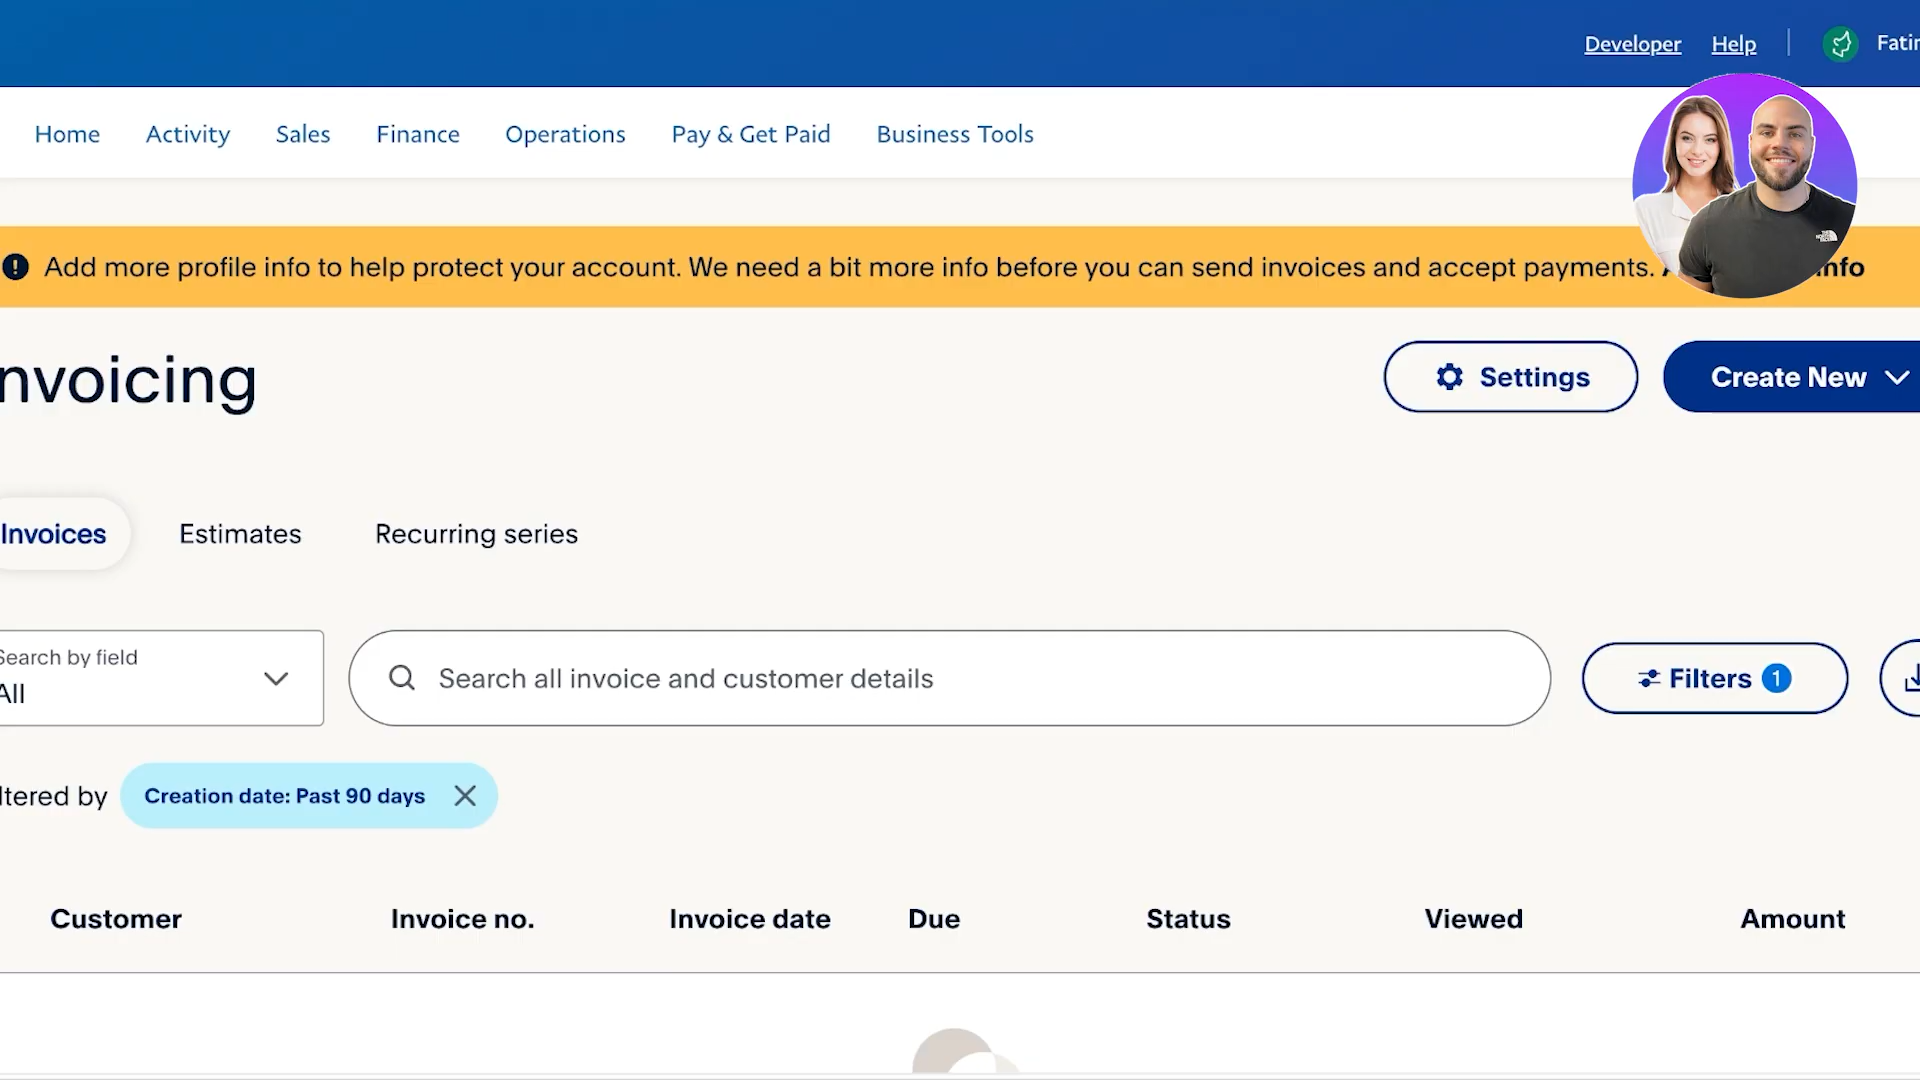 Developer Help
Home Activity Sales Finance Operations Pay & Get Paid Business Tools
Add more profile info to help protect your account. We need a bit more info before you can send invoices and accept payments.
nvoicing
Settings
Create New
Invoices Estimates Recurring series
Search by field
All
Search all invoice and customer details
Filters 1
ltered by Creation date: Past 90 days
Customer Invoice no. Invoice date Due Status Viewed Amount